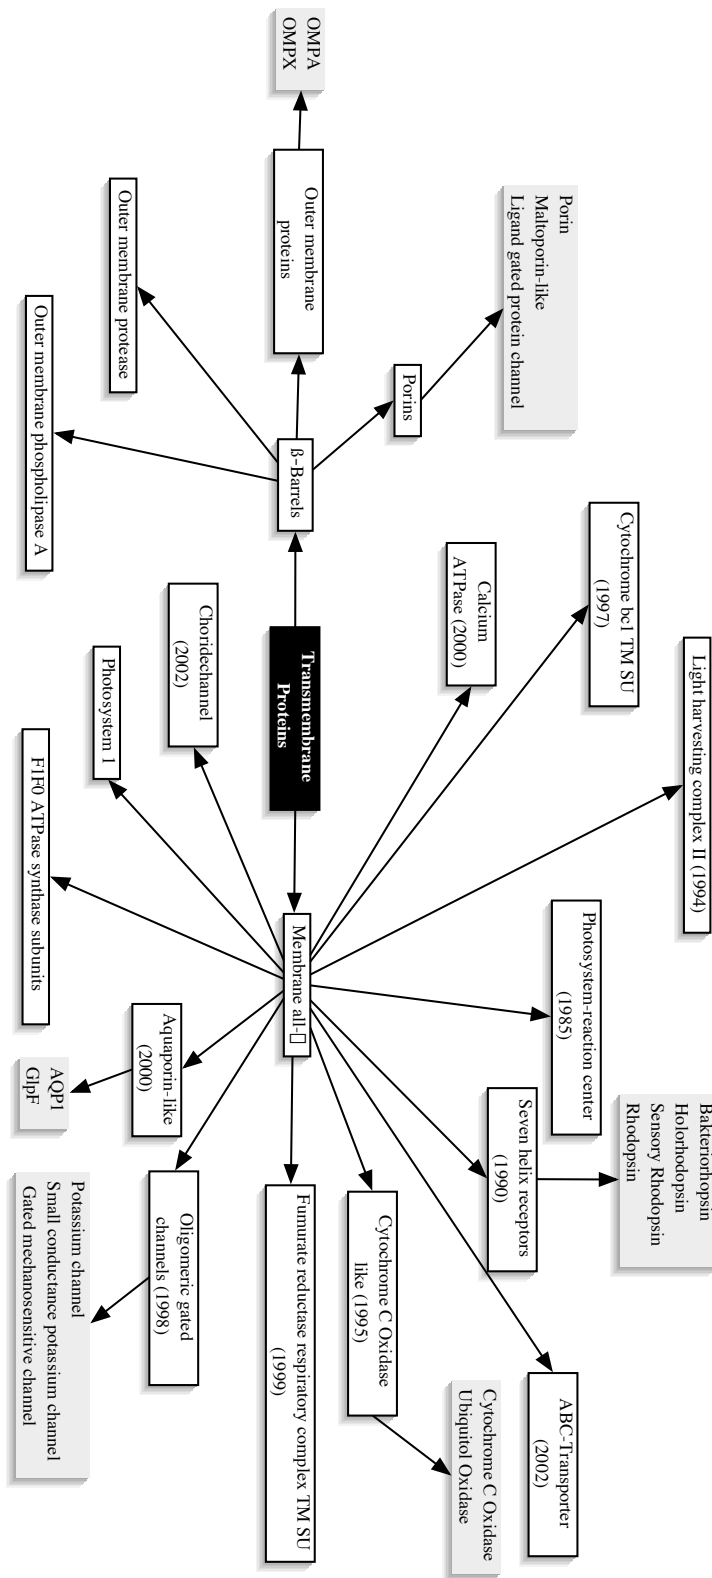 OMPA
OMPX
Outer membrane
proteins
Outer membrane protease
Outer membrane phospholipase A
Porin
Maltoporin-like
Ligand gated protein channel
Porins
ß-Barrels
Transmembrane
Proteins
Cytochrome bc1 TM SU
(1997)
Calcium
ATPase (2000)
Light harvesting complex II (1994)
Choridechannel
(2002)
Photosystem 1
F1F0 ATPase synthase subunits
Membrane all-
Photosystem-reaction center
(1985)
Seven helix receptors
(1990)
Bakteriorhopsin
Holorhodopsin
Sensory Rhodopsin
Rhodopsin
Aquaporin-like
(2000)
AQP1
GlpF
Oligomeric gated
channels (1998)
Potassium channel
Small conductance potassium channel
Gated mechanosensitive channel
Fumurate reductase respiratory complex TM SU
(1999)
Cytochrome C Oxidase
like (1995)
Cytochrome C Oxidase
Ubiquitol Oxidase
ABC-Transporter
(2002)